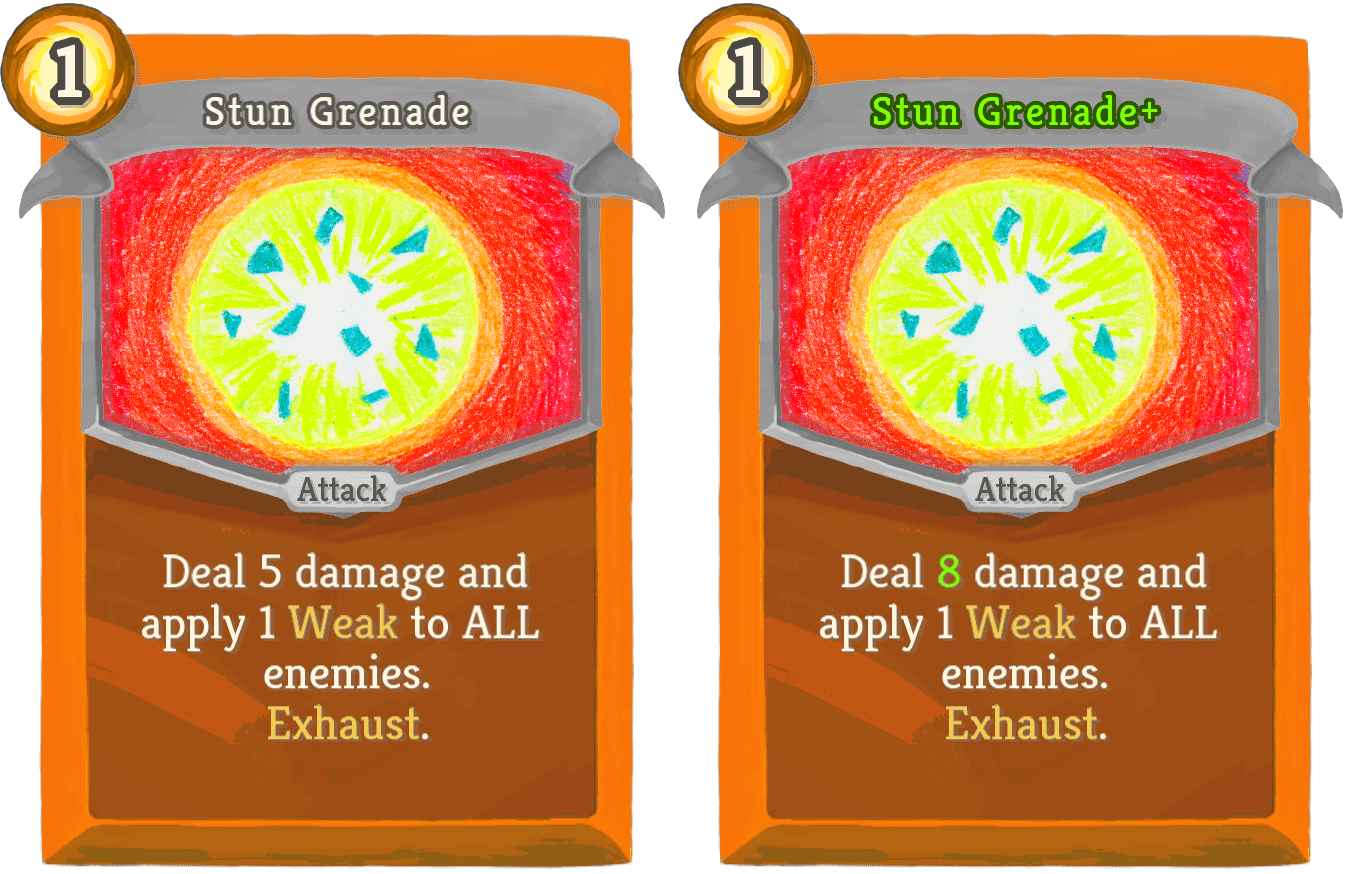 1
Stun Grenade
Attack
Deal 5 damage and
apply 1 Weak to ALL
enemies.
Exhaust.
1
Stun Grenade+
Attack
Deal 8 damage and
apply 1 Weak to ALL
enemies.
Exhaust.